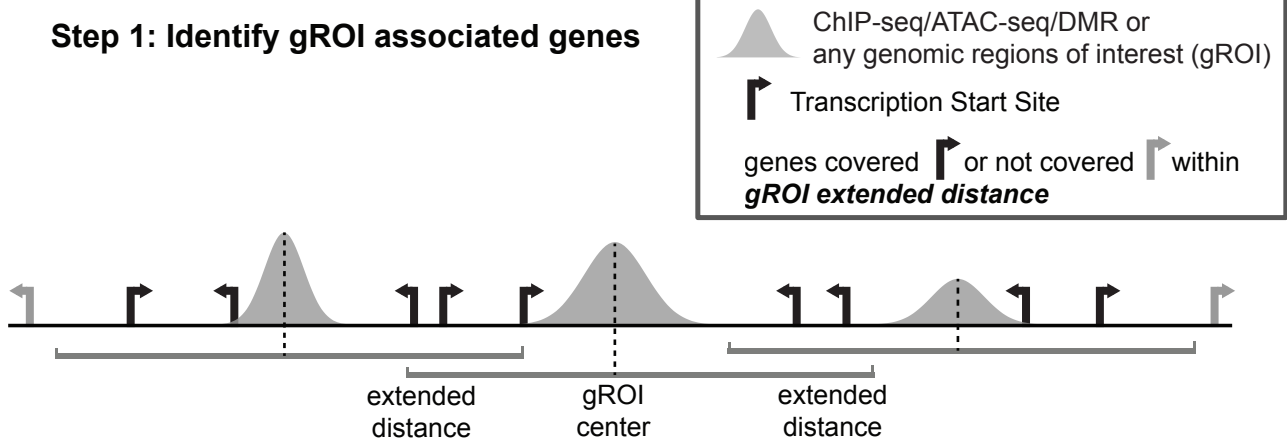 Step 1: Identify gROI associated genes
ChIP-seq/ATAC-seq/DMR or
any genomic regions of interest (gROI)
Transcription Start Site
genes covered or not covered within
gROI extended distance
extended
distance
gROI
center
extended
distance